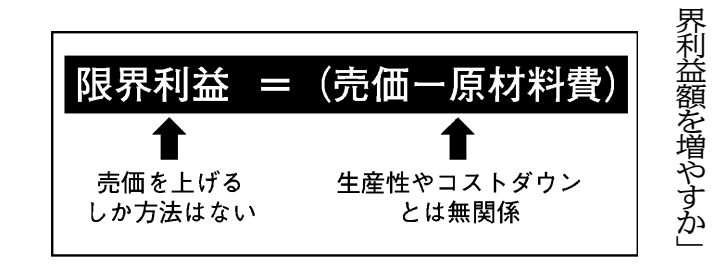 限界利益 ＝（売価－原材料費）
売価を上げる
しか方法はない
生産性やコストダウン
とは無関係
界利益額を増やすか」